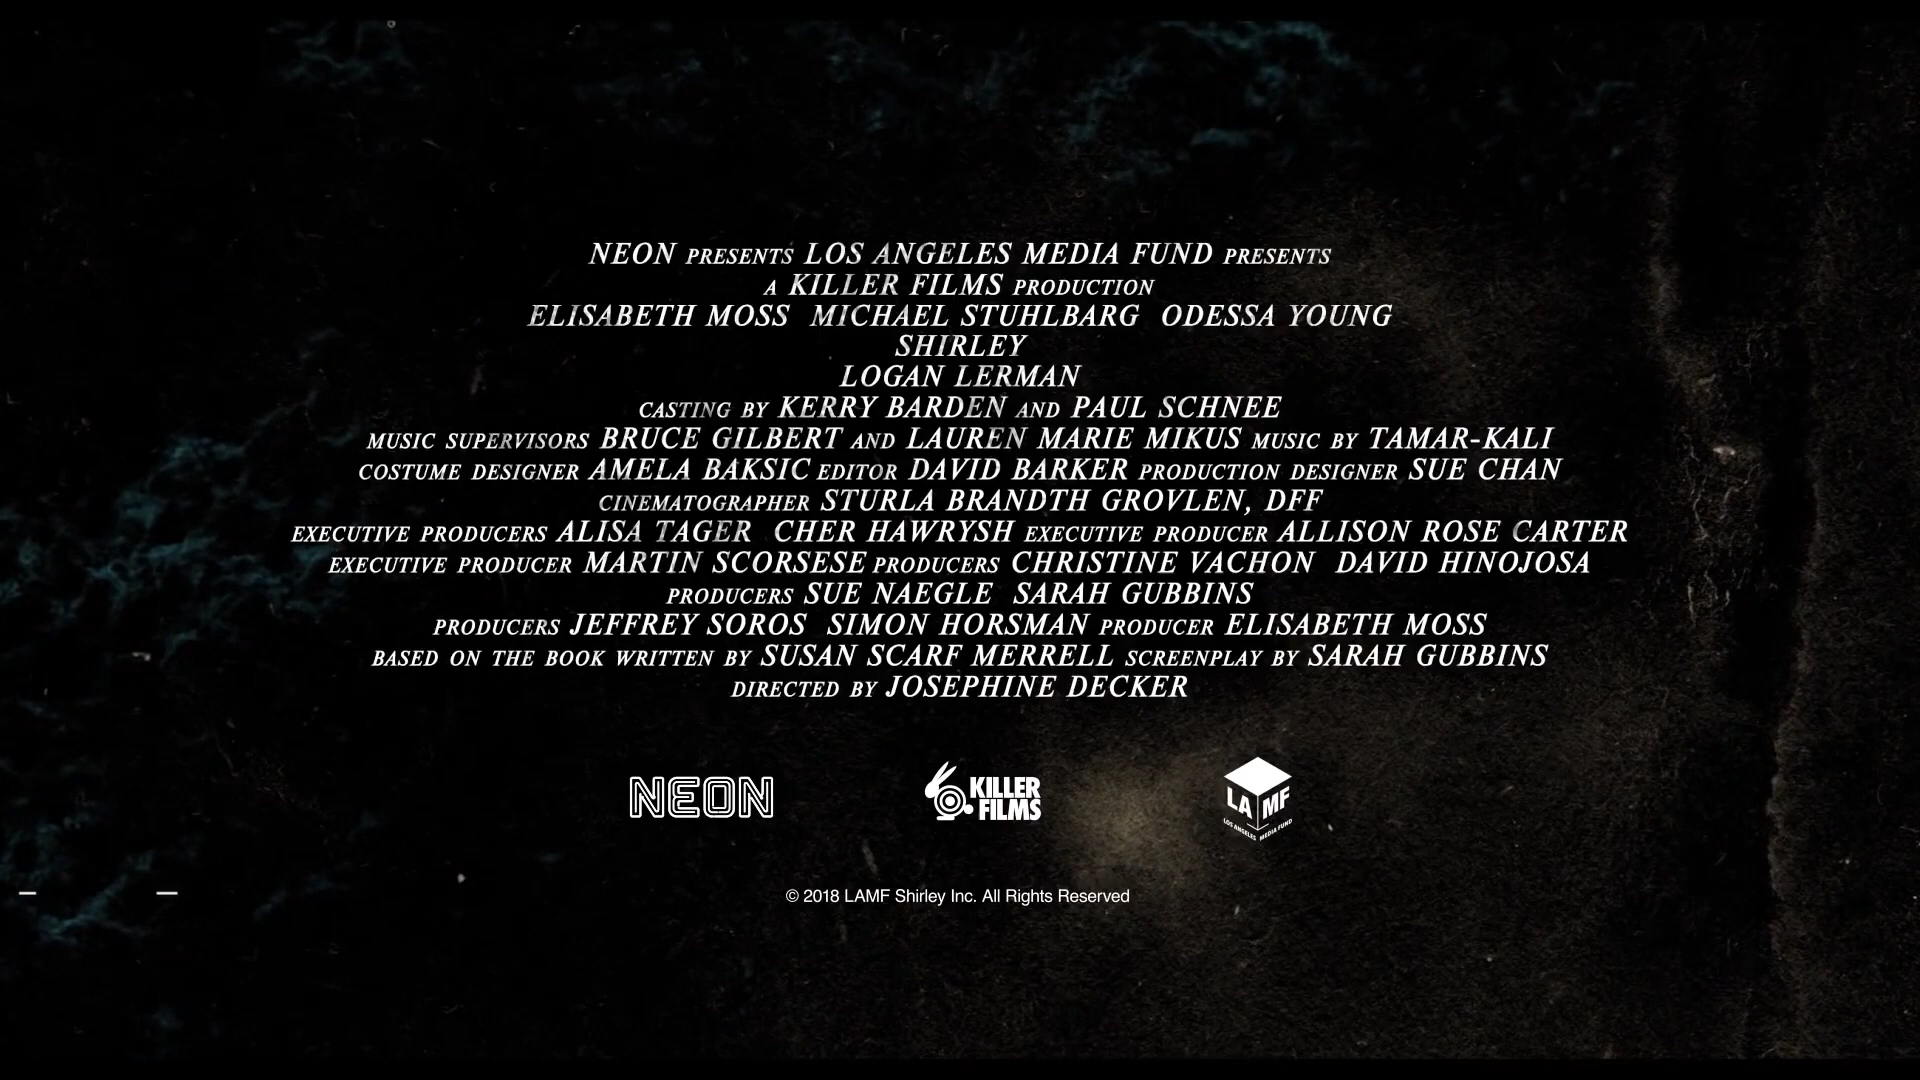 NEON PRESENTS LOS ANGELES MEDIA FUND PRESENTS
A KILLER FILMS PRODUCTION
ELISABETH MOSS MICHAEL STUHLBARG ODESSA YOUNG
SHIRLEY
LOGAN LERMAN
CASTING BY KERRY BARDEN AND PAUL SCHNEE
MUSIC SUPERVISORS BRUCE GILBERT AND LAUREN MARIE MIKUS MUSIC BY TAMAR-KALI
COSTUME DESIGNER AMELA BAKSIC EDITOR DAVID BARKER PRODUCTION DESIGNER SUE CHAN
CINEMATOGRAPHER STURLA BRANDTH GROVLEN, DFF
EXECUTIVE PRODUCERS ALISA TAGER CHER HAWRYSH EXECUTIVE PRODUCER ALLISON ROSE CARTER
EXECUTIVE PRODUCER MARTIN SCORSESE PRODUCERS CHRISTINE VACHON DAVID HINOJOSA
PRODUCERS SUE NAEGLE SARAH GUBBINS
PRODUCERS JEFFREY SOROS SIMON HORSMAN PRODUCER ELISABETH MOSS
BASED ON THE BOOK WRITTEN BY SUSAN SCARF MERRELL SCREENPLAY BY SARAH GUBBINS
DIRECTED BY JOSEPHINE DECKER
NEON
KILLER
FILMS
LA MF
LOS ANGELES MEDIA FUND
© 2018 LAMF Shirley Inc. All Rights Reserved